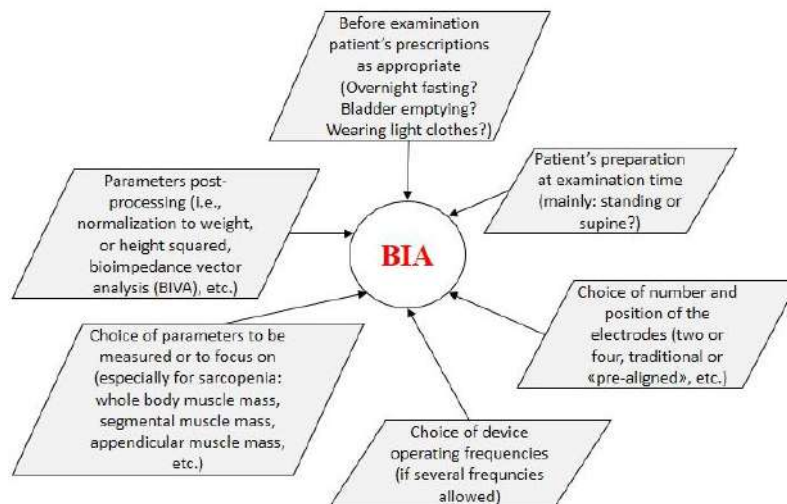 Before examination
patient's prescriptions
as appropriate
(Overnight fasting?
Bladder emptying?
Wearing light clothes?)
Patient's preparation
at examination time
(mainly: standing or
supine?)
Parameters post-
processing (i.e.,
normalization to weight,
or height squared,
bioimpedance vector
analysis (BIVA), etc.)
BIA
Choice of number and
position of the
electrodes (two or
four, traditional or
«pre-aligned», etc.)
Choice of parameters to be
measured or to focus on
(especially for sarcopenia:
whole body muscle mass,
segmental muscle mass,
appendicular muscle mass,
etc.)
Choice of device
operating frequencies
(if several frequncies
allowed)